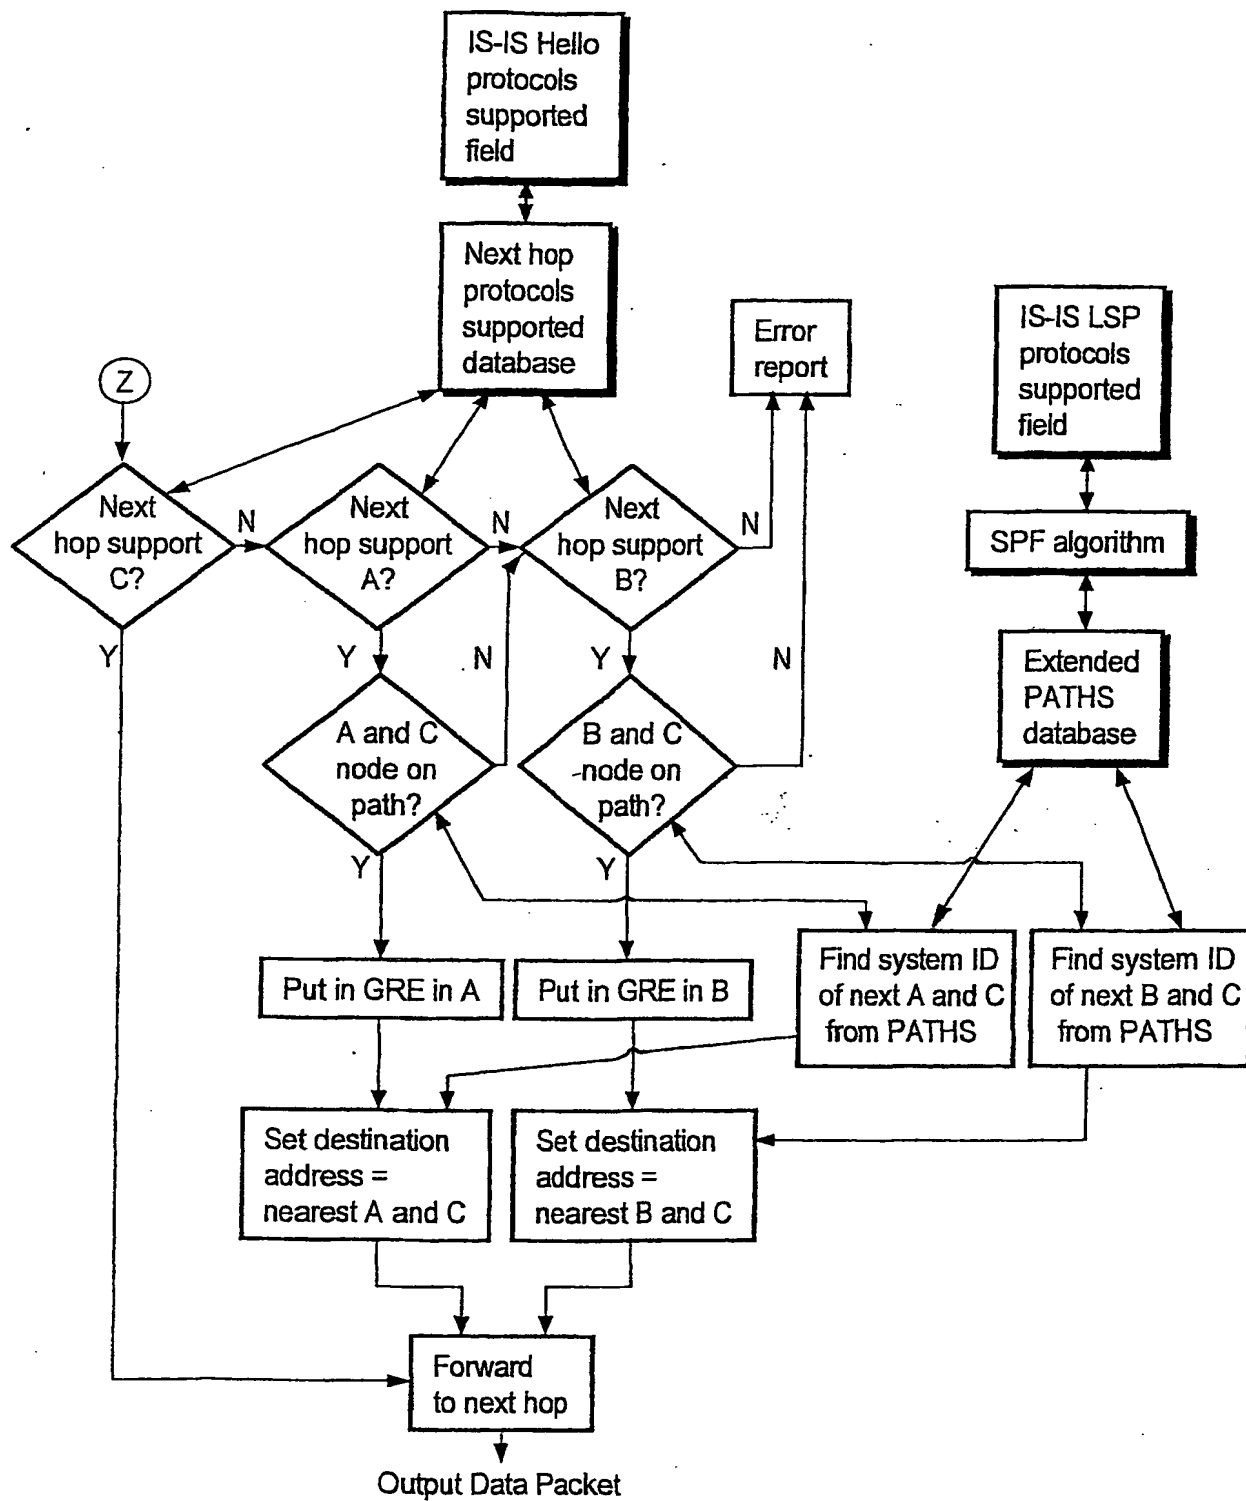 IS-IS Hello
protocols
supported
field
Next hop
protocols
supported
database
Error
report
IS-IS LSP
protocols
supported
field
Z
Next
hop support
C?
N
Next
hop support
A?
N
Next
hop support
B?
N
SPF algorithm
Y
Y
N
Y
N
Extended
PATHS
database
A and C
node on
path?
B and C
node on
path?
Y
Y
Put in GRE in A
Put in GRE in B
Find system ID
of next A and C
from PATHS
Find system ID
of next B and C
from PATHS
Set destination
address =
nearest A and C
Set destination
address =
nearest B and C
Forward
to next hop
Output Data Packet